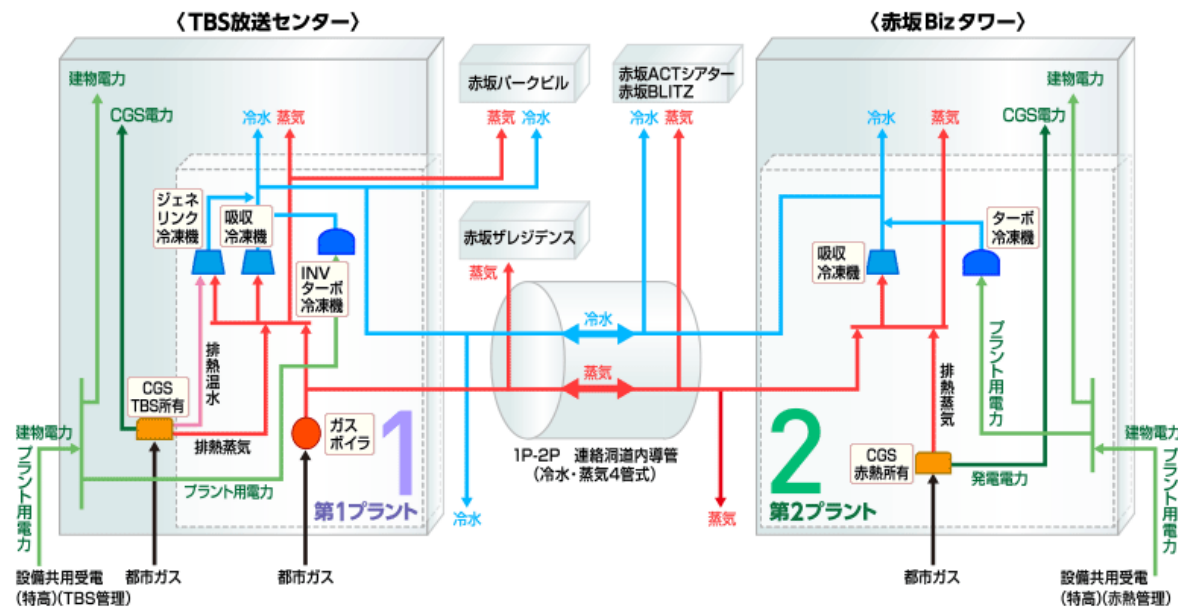 〈TBS放送センター〉
〈赤坂Bizタワー〉
建物電力
CGS電力
冷水
蒸気
赤坂パークビル
蒸気
冷水
赤坂ACTシアター
赤坂BLITZ
冷水
蒸気
冷水
蒸気
CGS電力
建物電力
ジェネ
リンク
冷凍機
吸収
冷凍機
INV
ターボ
冷凍機
赤坂ザレジデンス
蒸気
吸収
冷凍機
ターボ
冷凍機
冷水
蒸気
排熱温水
CGS
TBS所有
排熱蒸気
ガス
ボイラ
プラント用電力
1
第1プラント
建物電力
プラント用電力
1P-2P 連絡洞道内導管
(冷水・蒸気4管式)
冷水
蒸気
プラント用電力
排熱蒸気
CGS
赤熱所有
発電電力
2
第2プラント
建物電力
プラント用電力
設備共用受電
(特高)(TBS管理)
都市ガス
都市ガス
都市ガス
設備共用受電
(特高)(赤熱管理)